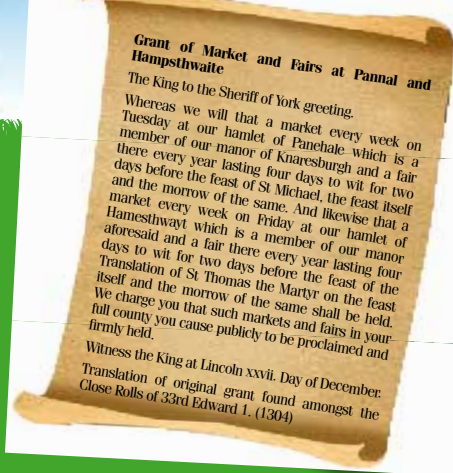 Grant of Market and Fairs at Pannal and
Hampsthwaite
The King to the Sheriff of York greeting.
Whereas we will that a market every week on
Tuesday at our hamlet of Panehale which is a
member of our manor of Knaresburgh and a fair
there every year lasting four days to wit for two
days before the feast of St Michael, the feast itself
and the morrow of the same. And likewise that a
market every week on Friday at our hamlet of
Hamesthwayt which is a member of our manor
aforesaid and a fair there every year lasting four
days to wit for two days before the feast of the
Translation of St Thomas the Martyr on the feast
itself and the morrow of the same shall be held.
We charge you that such markets and fairs in your
full county you cause publicly to be proclaimed and
firmly held.
Witness the King at Lincoln xxvii. Day of December.
Translation of original grant found amongst the
Close Rolls of 33rd Edward 1. (1304)